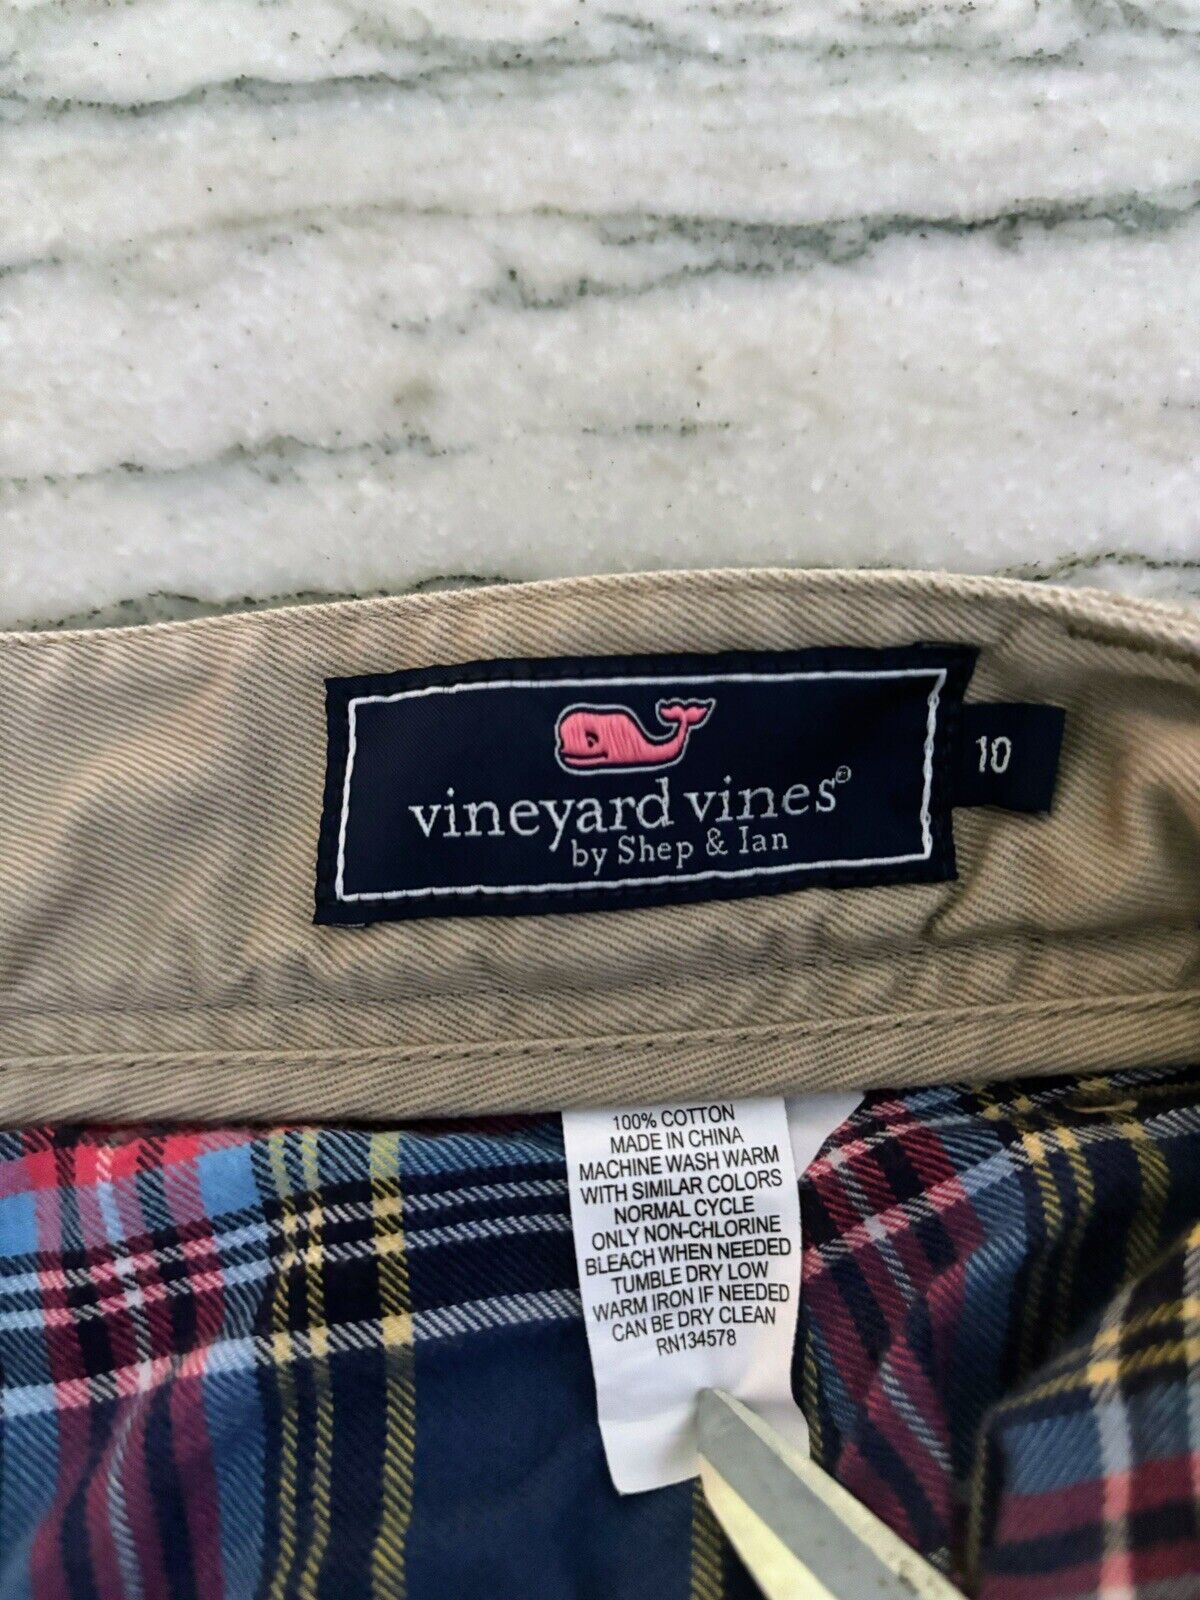 vineyard vines®
by Shep & Ian
10
100% COTTON
MADE IN CHINA
MACHINE WASH WARM
WITH SIMILAR COLORS
NORMAL CYCLE
ONLY NON-CHLORINE
BLEACH WHEN NEEDED
TUMBLE DRY LOW
WARM IRON IF NEEDED
CAN BE DRY CLEAN
RN134578